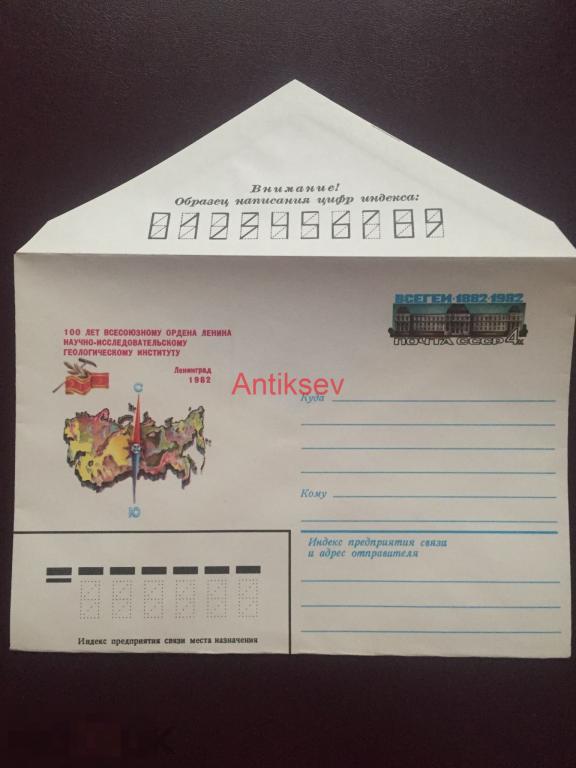 Внимание!
Образец написания цифр индекса:
0123456789
ВСЕГЕИ·1882·1982
ПОЧТА СССР 4к
100 ЛЕТ ВСЕСОЮЗНОМУ ОРДЕНА ЛЕНИНА
НАУЧНО-ИССЛЕДОВАТЕЛЬСКОМУ
ГЕОЛОГИЧЕСКОМУ ИНСТИТУТУ
Ленинград
1982
Antiksev
С
Ю
Куда
Кому
Индекс предприятия связи
и адрес отправителя
Индекс предприятия связи места назначения